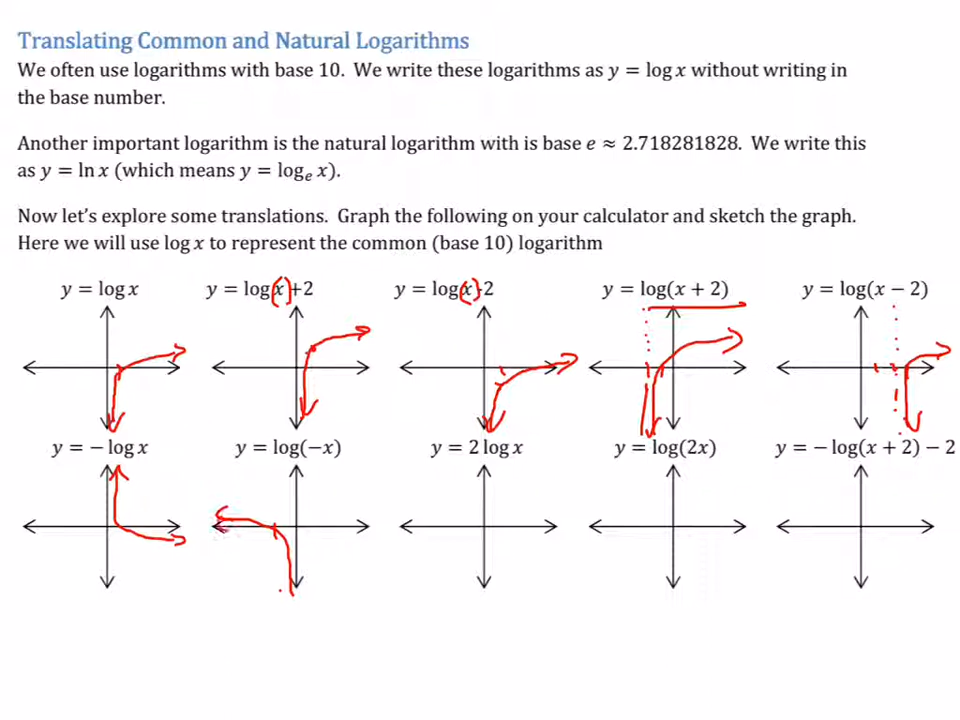 Translating Common and Natural Logarithms
We often use logarithms with base 10. We write these logarithms as y = log x without writing in
the base number.
Another important logarithm is the natural logarithm with is base e ≈ 2.718281828. We write this
as y = ln x (which means y = logₑ x).
Now let's explore some translations. Graph the following on your calculator and sketch the graph.
Here we will use log x to represent the common (base 10) logarithm
y = log x y = log(x)+2 y = log(x)-2 y = log(x + 2) y = log(x − 2)
y = − log x y = log(−x) y = 2 log x y = log(2x) y = − log(x + 2) − 2